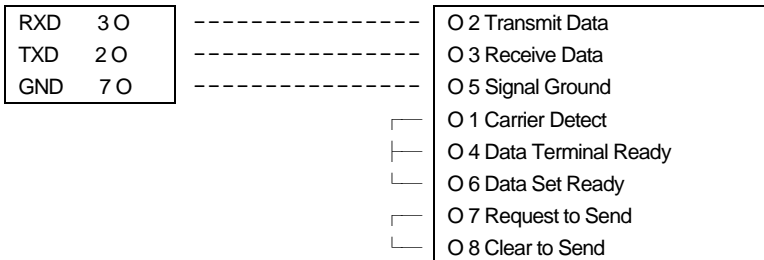 RXD 3 O ---------------- O 2 Transmit Data
TXD 2 O ---------------- O 3 Receive Data
GND 7 O ---------------- O 5 Signal Ground
O 1 Carrier Detect
O 4 Data Terminal Ready
O 6 Data Set Ready
O 7 Request to Send
O 8 Clear to Send